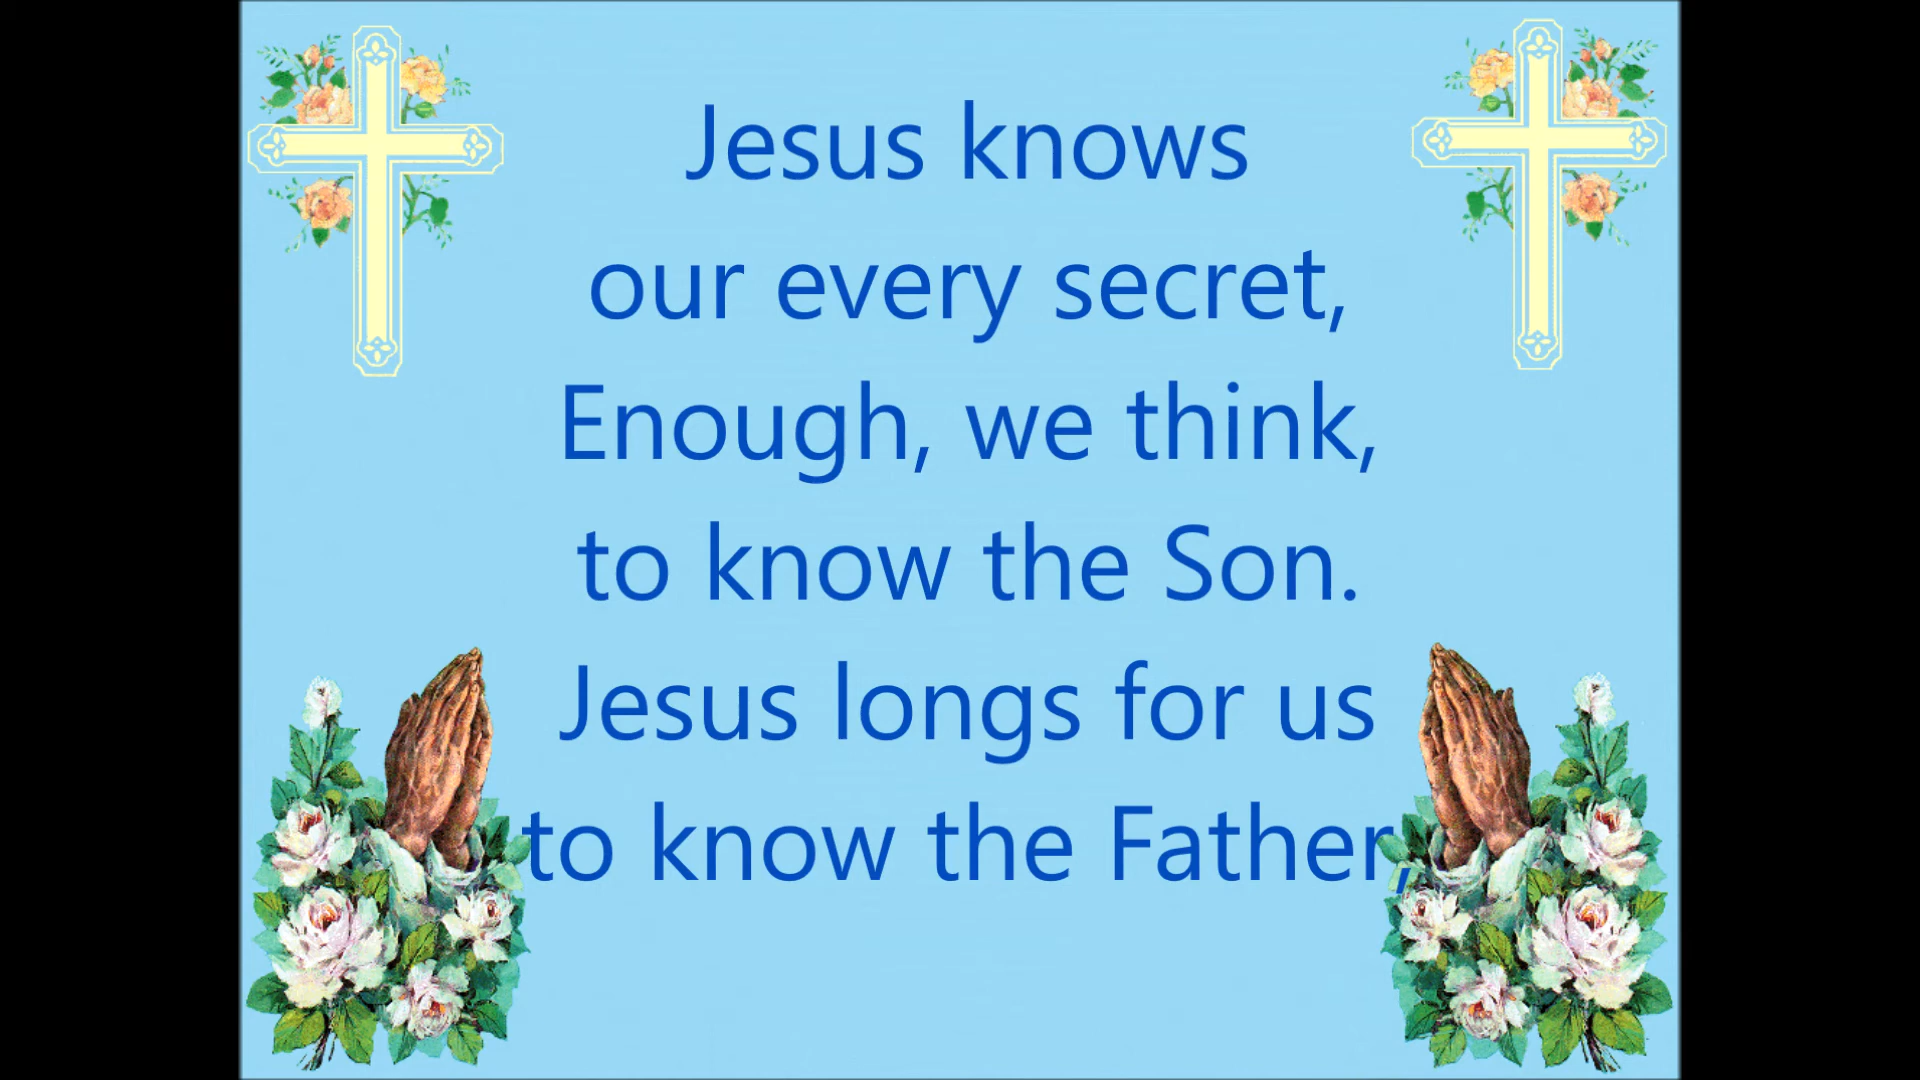 Jesus knows
our every secret,
Enough, we think,
to know the Son.
Jesus longs for us
to know the Father,